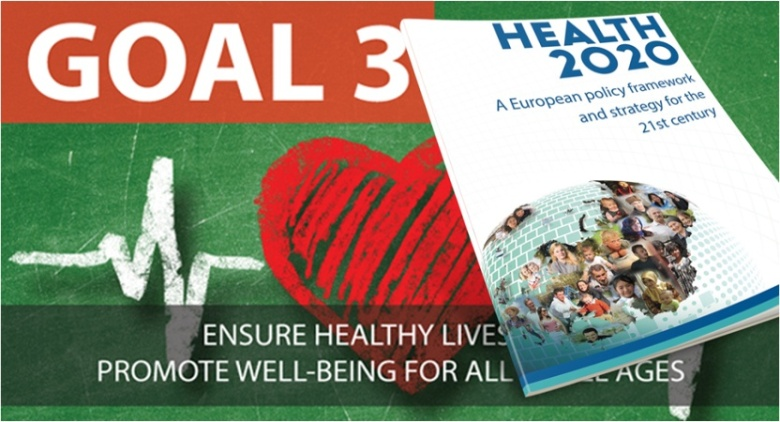 GOAL 3
HEALTH
2020
A European policy framework
and strategy for the
21st century
ENSURE HEALTHY LIVES
PROMOTE WELL-BEING FOR ALL AGES